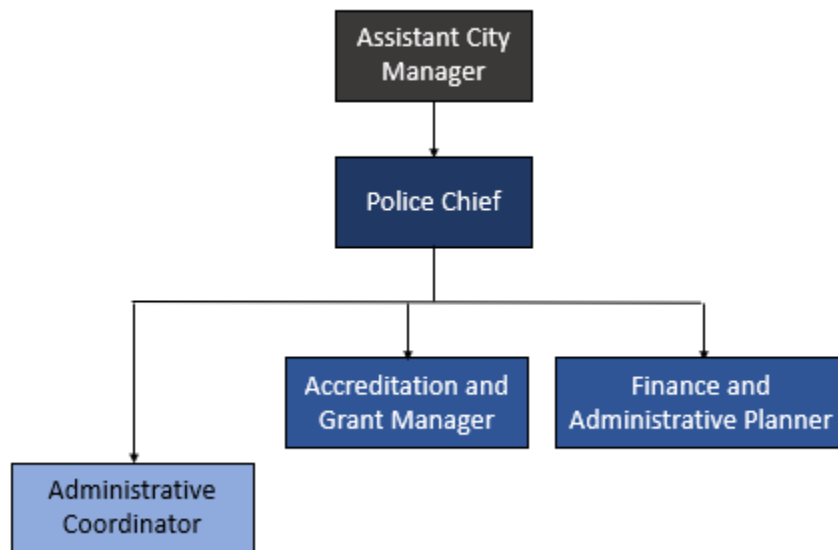 Assistant City
Manager
Police Chief
Accreditation and
Grant Manager
Finance and
Administrative Planner
Administrative
Coordinator